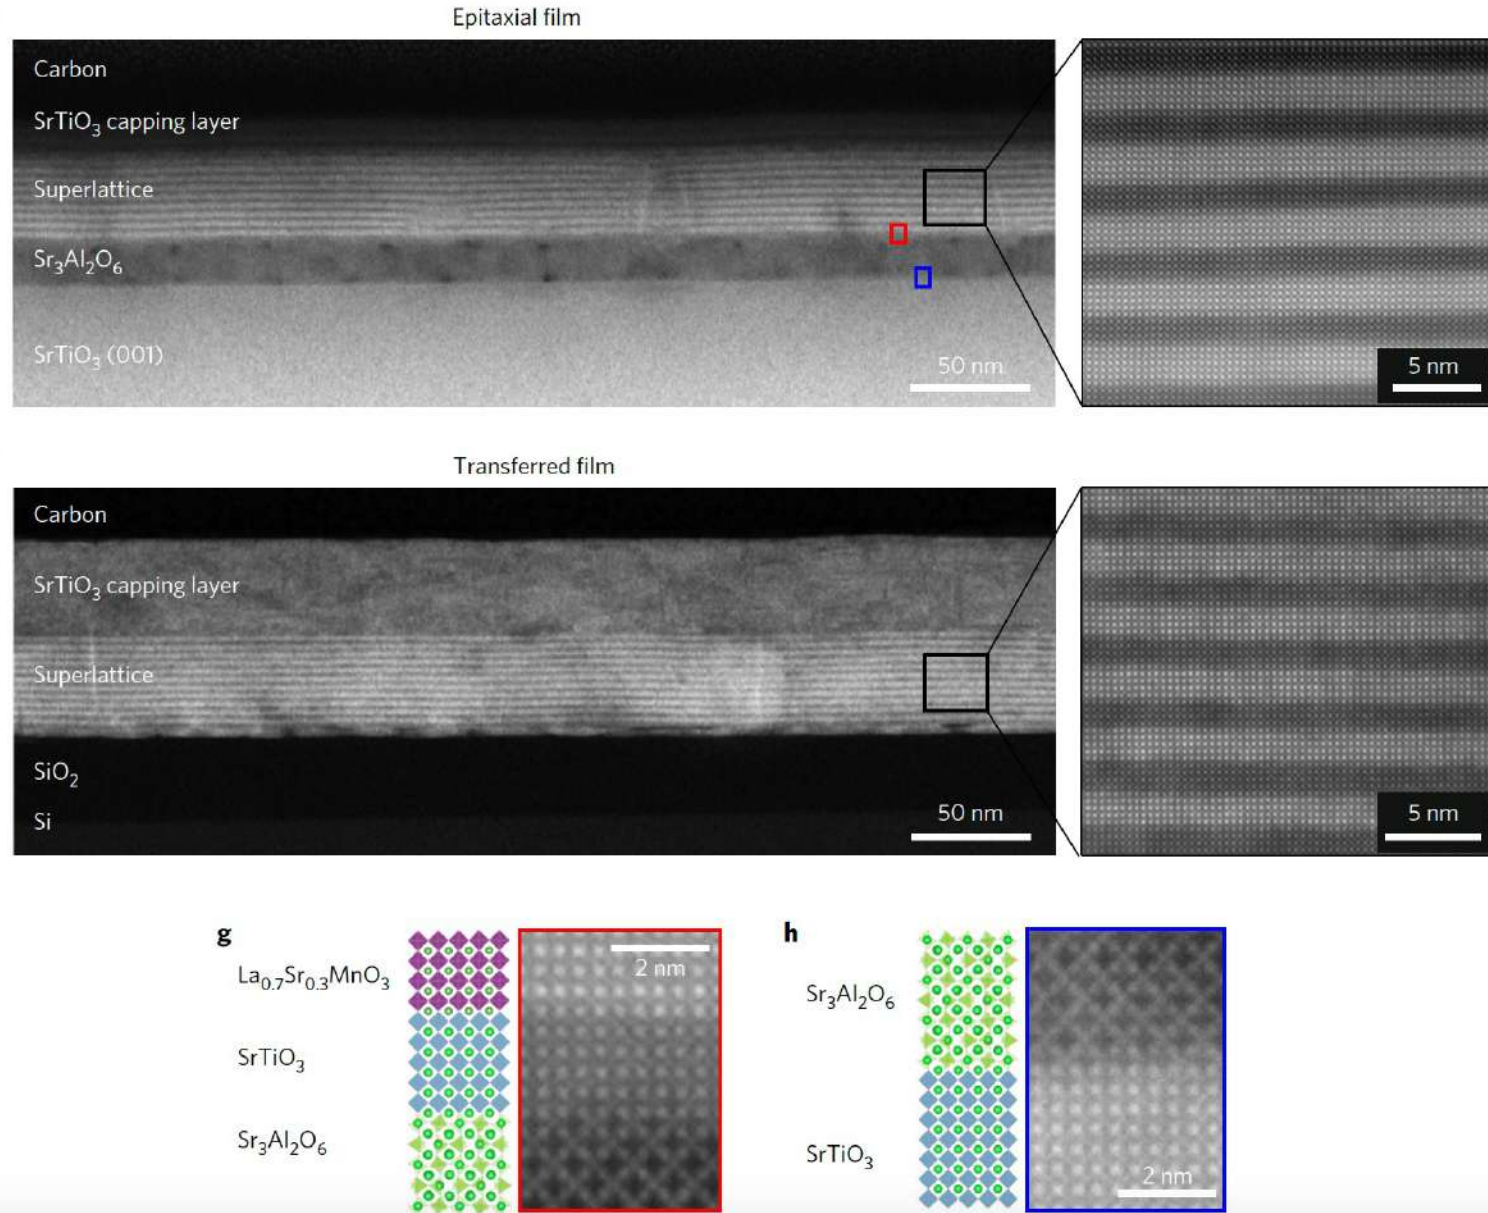 Epitaxial film
Carbon
SrTiO₃ capping layer
Superlattice
Sr₃Al₂O₆
SrTiO₃ (001)
50 nm
5 nm
Transferred film
Carbon
SrTiO₃ capping layer
Superlattice
SiO₂
Si
50 nm
5 nm
g
La₀.₇Sr₀.₃MnO₃
SrTiO₃
Sr₃Al₂O₆
2 nm
h
Sr₃Al₂O₆
SrTiO₃
2 nm